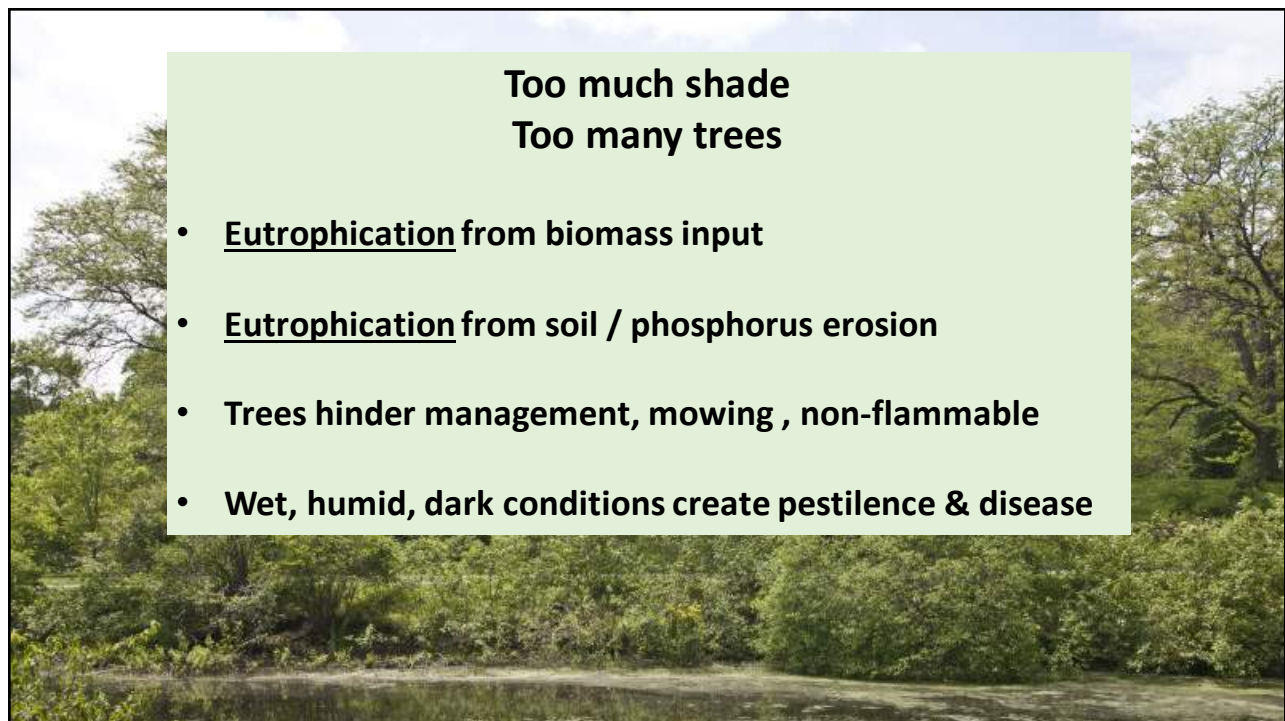 Too much shade
Too many trees
• Eutrophication from biomass input
• Eutrophication from soil / phosphorus erosion
• Trees hinder management, mowing , non-flammable
• Wet, humid, dark conditions create pestilence & disease